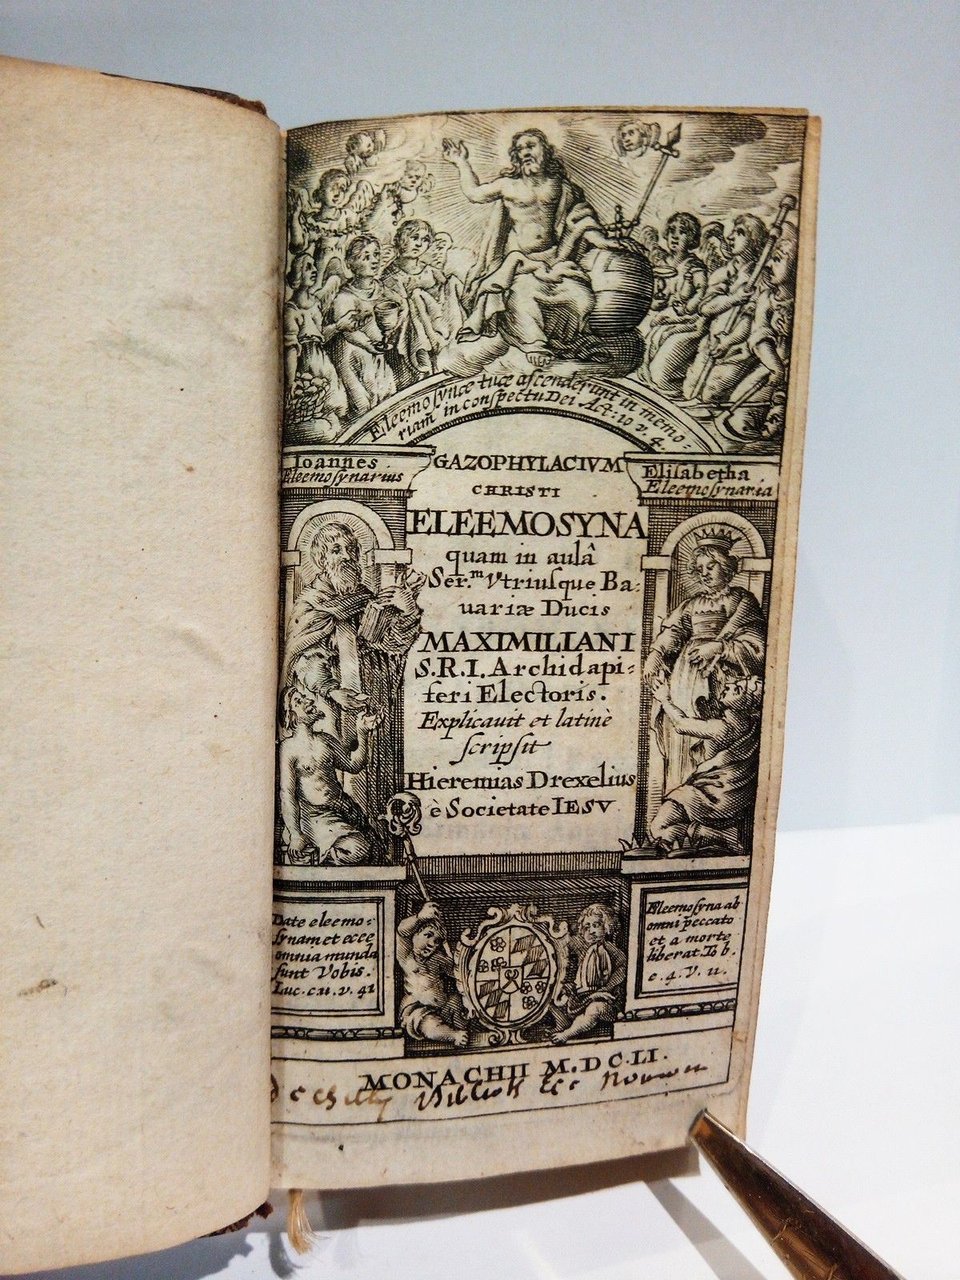 Eleemosynæ tuæ ascenderunt in memo-
riam̄ in conspectu Dei Act. 10 v. 4.
Ioannes
Eleemosynarius
Elisabetha
Eleemosynaria
GAZOPHYLACIVM
CHRISTI
ELEEMOSYNA
quam in aulâ
Ser.ᵐ Vtriusque Ba-
uariæ Ducis
MAXIMILIANI
S.R.I. Archidapi-
feri Electoris.
Explicauit et latinè
scripsit
Hieremias Drexelius
è Societate IESV
Date eleemo-
synam et ecce
omnia munda
sunt Vobis.
Luc. c 11. v. 41
Eleemosyna ab
omni peccato
et a morte
liberat. Tob.
c. 4. V. 11.
MONACHII M.DC.LI.